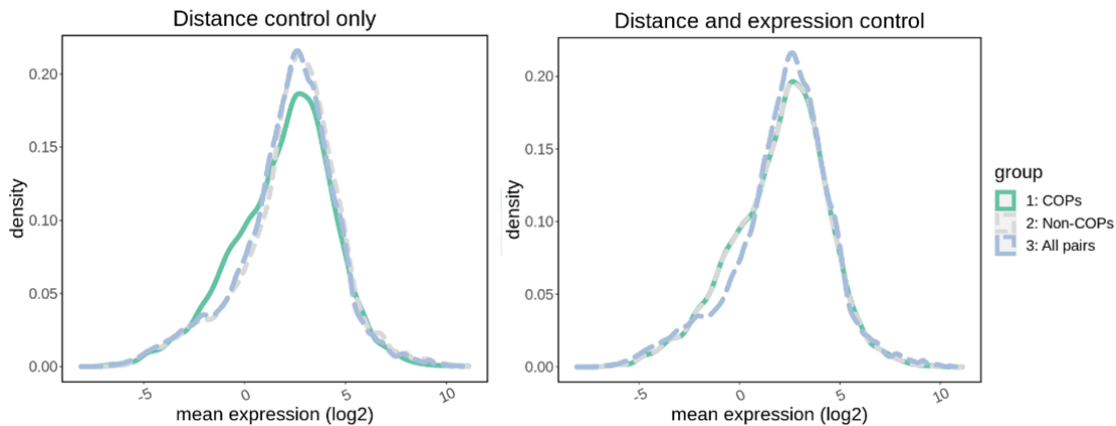 Distance control only
Distance and expression control
density
0.20
0.15
0.10
0.05
0.00
-5
0
5
10
mean expression (log2)
density
0.20
0.15
0.10
0.05
0.00
-5
0
5
10
mean expression (log2)
group
1: COPs
2: Non-COPs
3: All pairs